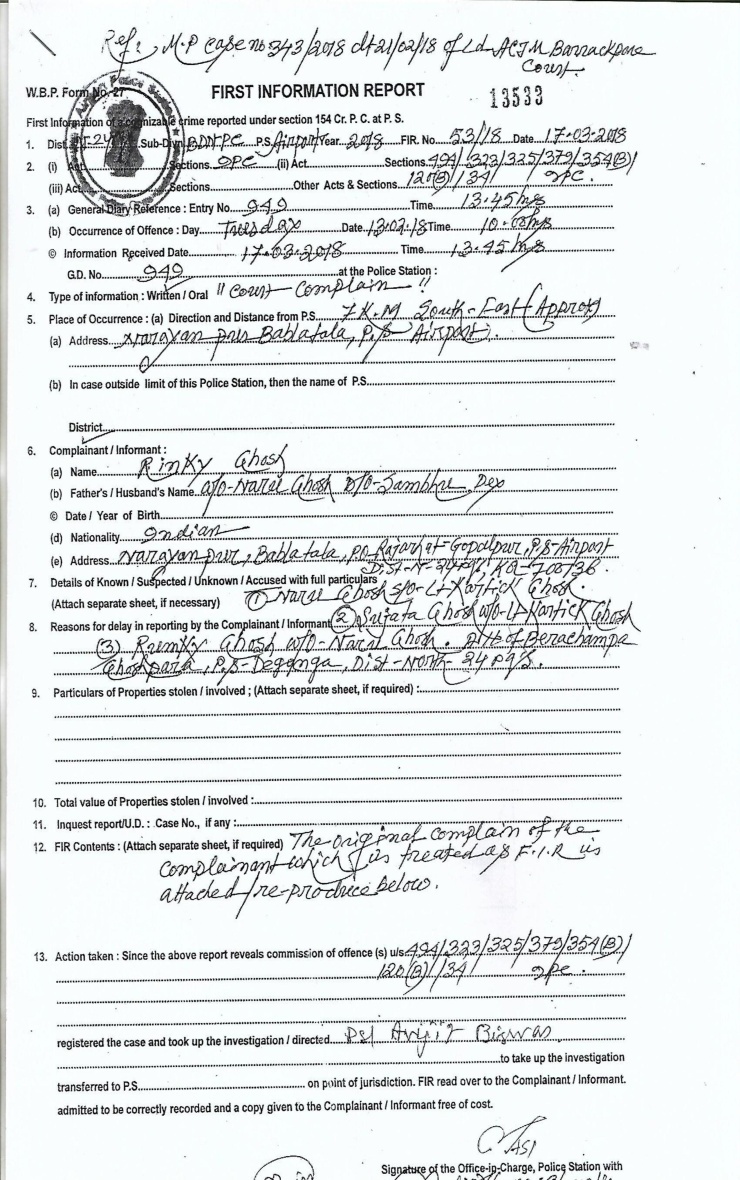 Ref: M.P case no 343/2018 dt 21/02/18 of Ld. ACJM Barrackpore
Court.
W.B.P. Form No. 27
FIRST INFORMATION REPORT
13533
First Information of a cognizable crime reported under section 154 Cr. P. C. at P. S.
1. Dist. Sub-Divn BDNPC P.S. Airport Year 2018 FIR. No 53/18 Date 17-03-2018
2. (i) Act Sections IPC (ii) Act Sections 494/323/325/379/354(B)/
(iii) Act Sections Other Acts & Sections 120(B)/34 IPC.
3. (a) General Diary Reference : Entry No. 949 Time 13.45 hrs
(b) Occurrence of Offence : Day Tuesday Date 13.02.18 Time 10.00 hrs
© Information Received Date 17.03.2018 Time 13.45 hrs
G.D. No. 949 at the Police Station :
4. Type of information : Written / Oral "Court Complain"
5. Place of Occurrence : (a) Direction and Distance from P.S. 7 K.M South-East (Approx)
(a) Address Narayanpur Bablatala, P.S Airport.
(b) In case outside limit of this Police Station, then the name of P.S.
District
6. Complainant / Informant :
(a) Name Rinky Ghosh
(b) Father's / Husband's Name w/o-Naru Ghosh D/o-Sambhu Dey
© Date / Year of Birth
(d) Nationality Indian
(e) Address Narayanpur, Bablatala, P.O-Rajarhat-Gopalpur, P.S-Airport
Dist-N-24 Pgs Kol-700136.
7. Details of Known / Suspected / Unknown / Accused with full particulars
(Attach separate sheet, if necessary) (1) Naru Ghosh s/o-Lt Kartick Ghosh
8. Reasons for delay in reporting by the Complainant / Informant (2) Sujata Ghosh w/o-Lt Kartick Ghosh
(3) Rumky Ghosh w/o-Naru Ghosh. all of Berachampa
Ghoshpara, P.S-Deganga, Dist-North-24 Pgs.
9. Particulars of Properties stolen / involved ; (Attach separate sheet, if required) :
10. Total value of Properties stolen / involved :
11. Inquest report/U.D. : Case No., if any :
12. FIR Contents : (Attach separate sheet, if required) The original complain of the
complainant which is treated as F.I.R is
attached/re-produce below.
13. Action taken : Since the above report reveals commission of offence (s) u/s 494/323/325/379/354(B)/
120(B)/34 IPC.
registered the case and took up the investigation / directed PSI Avijit Biswas
to take up the investigation
transferred to P.S. on point of jurisdiction. FIR read over to the Complainant / Informant.
admitted to be correctly recorded and a copy given to the Complainant / Informant free of cost.
ASI
Signature of the Office-in-Charge, Police Station with